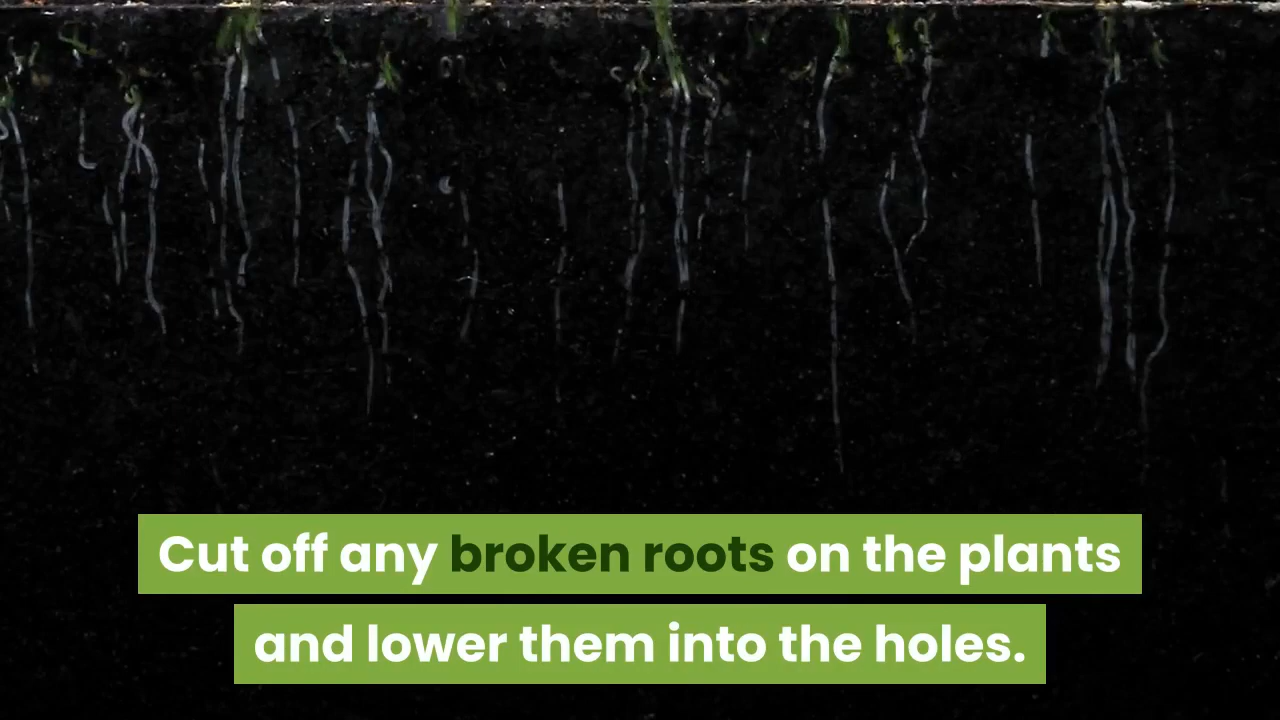 Cut off any broken roots on the plants
and lower them into the holes.